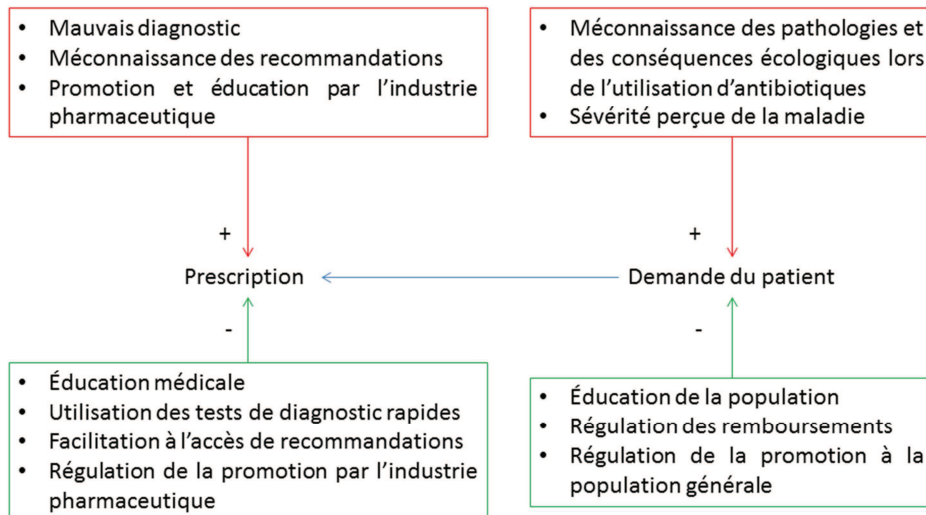 • Mauvais diagnostic
• Méconnaissance des recommandations
• Promotion et éducation par l'industrie
pharmaceutique
• Méconnaissance des pathologies et
des conséquences écologiques lors
de l'utilisation d'antibiotiques
• Sévérité perçue de la maladie
+
+
Prescription
Demande du patient
-
-
• Éducation médicale
• Utilisation des tests de diagnostic rapides
• Facilitation à l'accès de recommandations
• Régulation de la promotion par l'industrie
pharmaceutique
• Éducation de la population
• Régulation des remboursements
• Régulation de la promotion à la
population générale